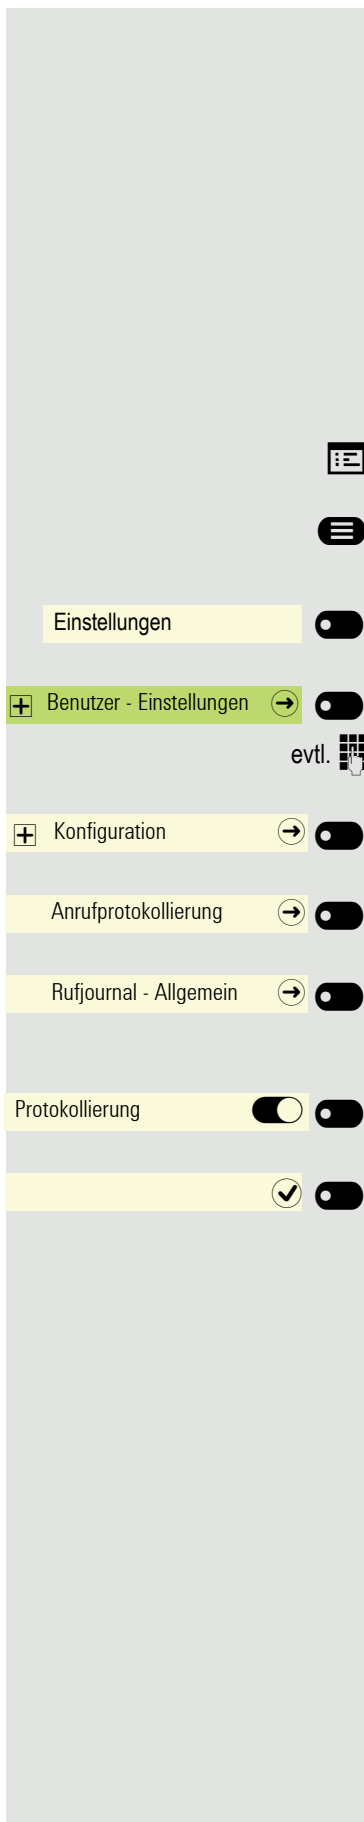 Einstellungen
Benutzer - Einstellungen
evtl.
Konfiguration
Anrufprotokollierung
Rufjournal - Allgemein
Protokollierung